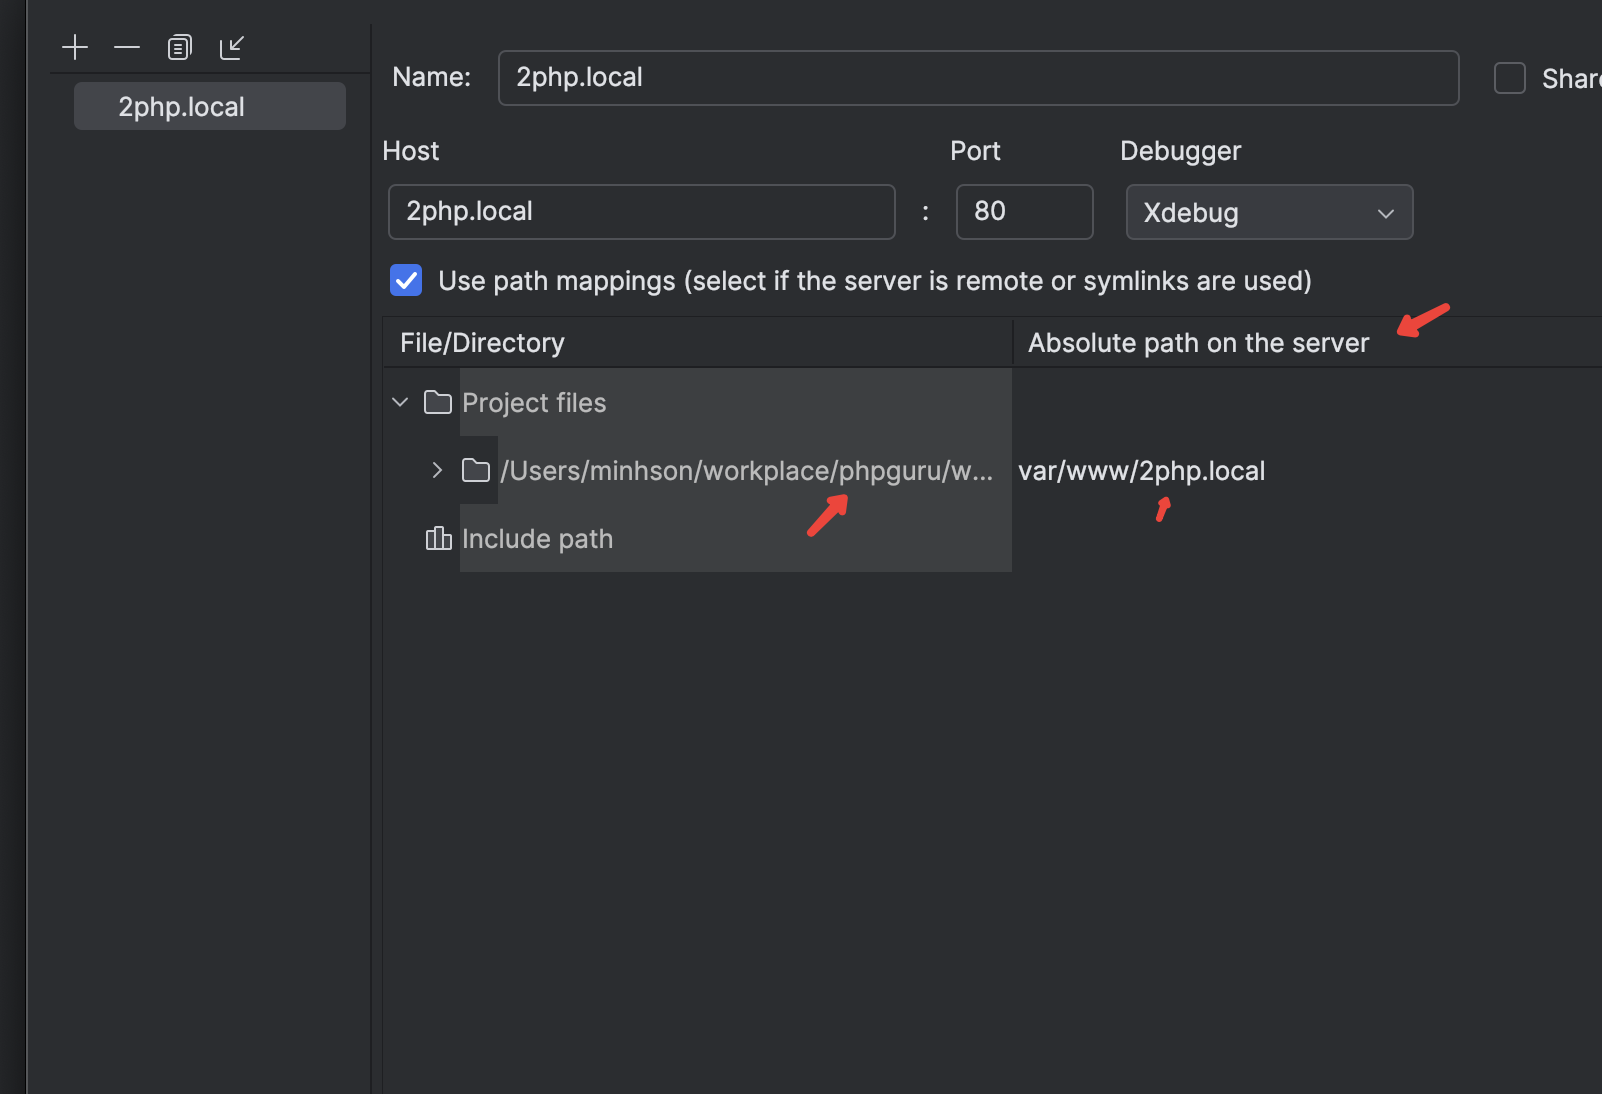 Name: 2php.local
2php.local
Host Port Debugger
2php.local : 80 Xdebug
Use path mappings (select if the server is remote or symlinks are used)
File/Directory Absolute path on the server
Project files
/Users/minhson/workplace/phpguru/w... var/www/2php.local
Include path